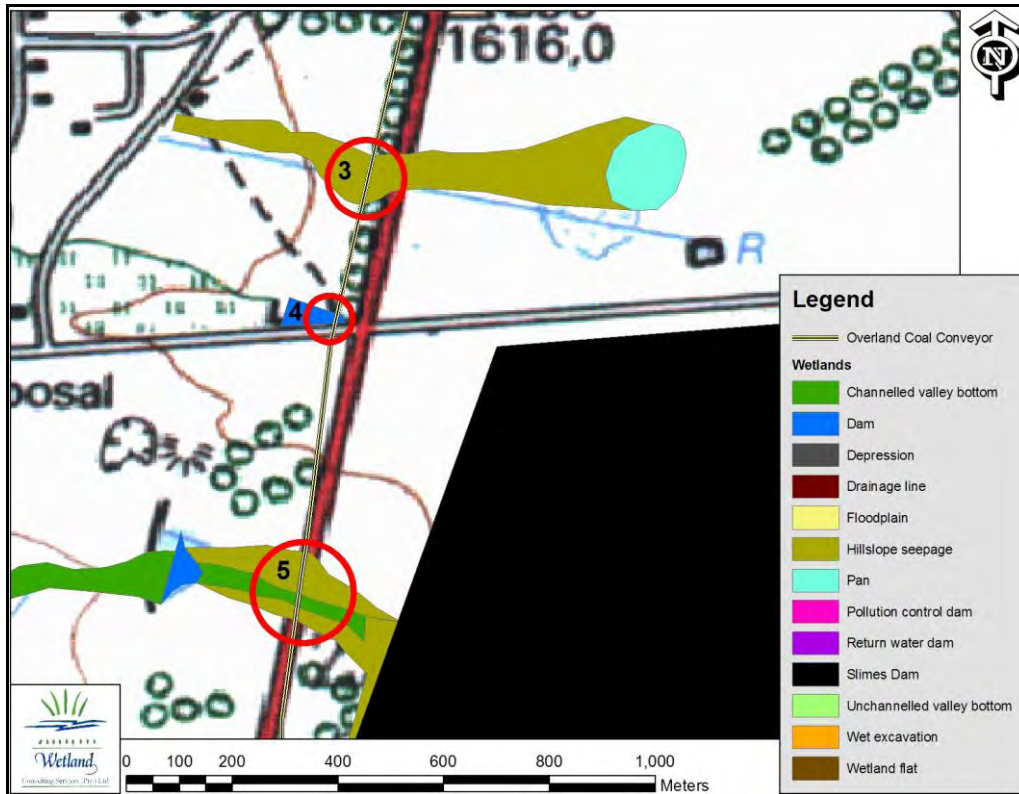 1616,0
N
3
R
4
posal
5
Legend
Overland Coal Conveyor
Wetlands
Channelled valley bottom
Dam
Depression
Drainage line
Floodplain
Hillslope seepage
Pan
Pollution control dam
Return water dam
Slimes Dam
Unchannelled valley bottom
Wet excavation
Wetland flat
Wetland
Consulting Services (Pty) Ltd
0 100 200 400 600 800 1,000
Meters